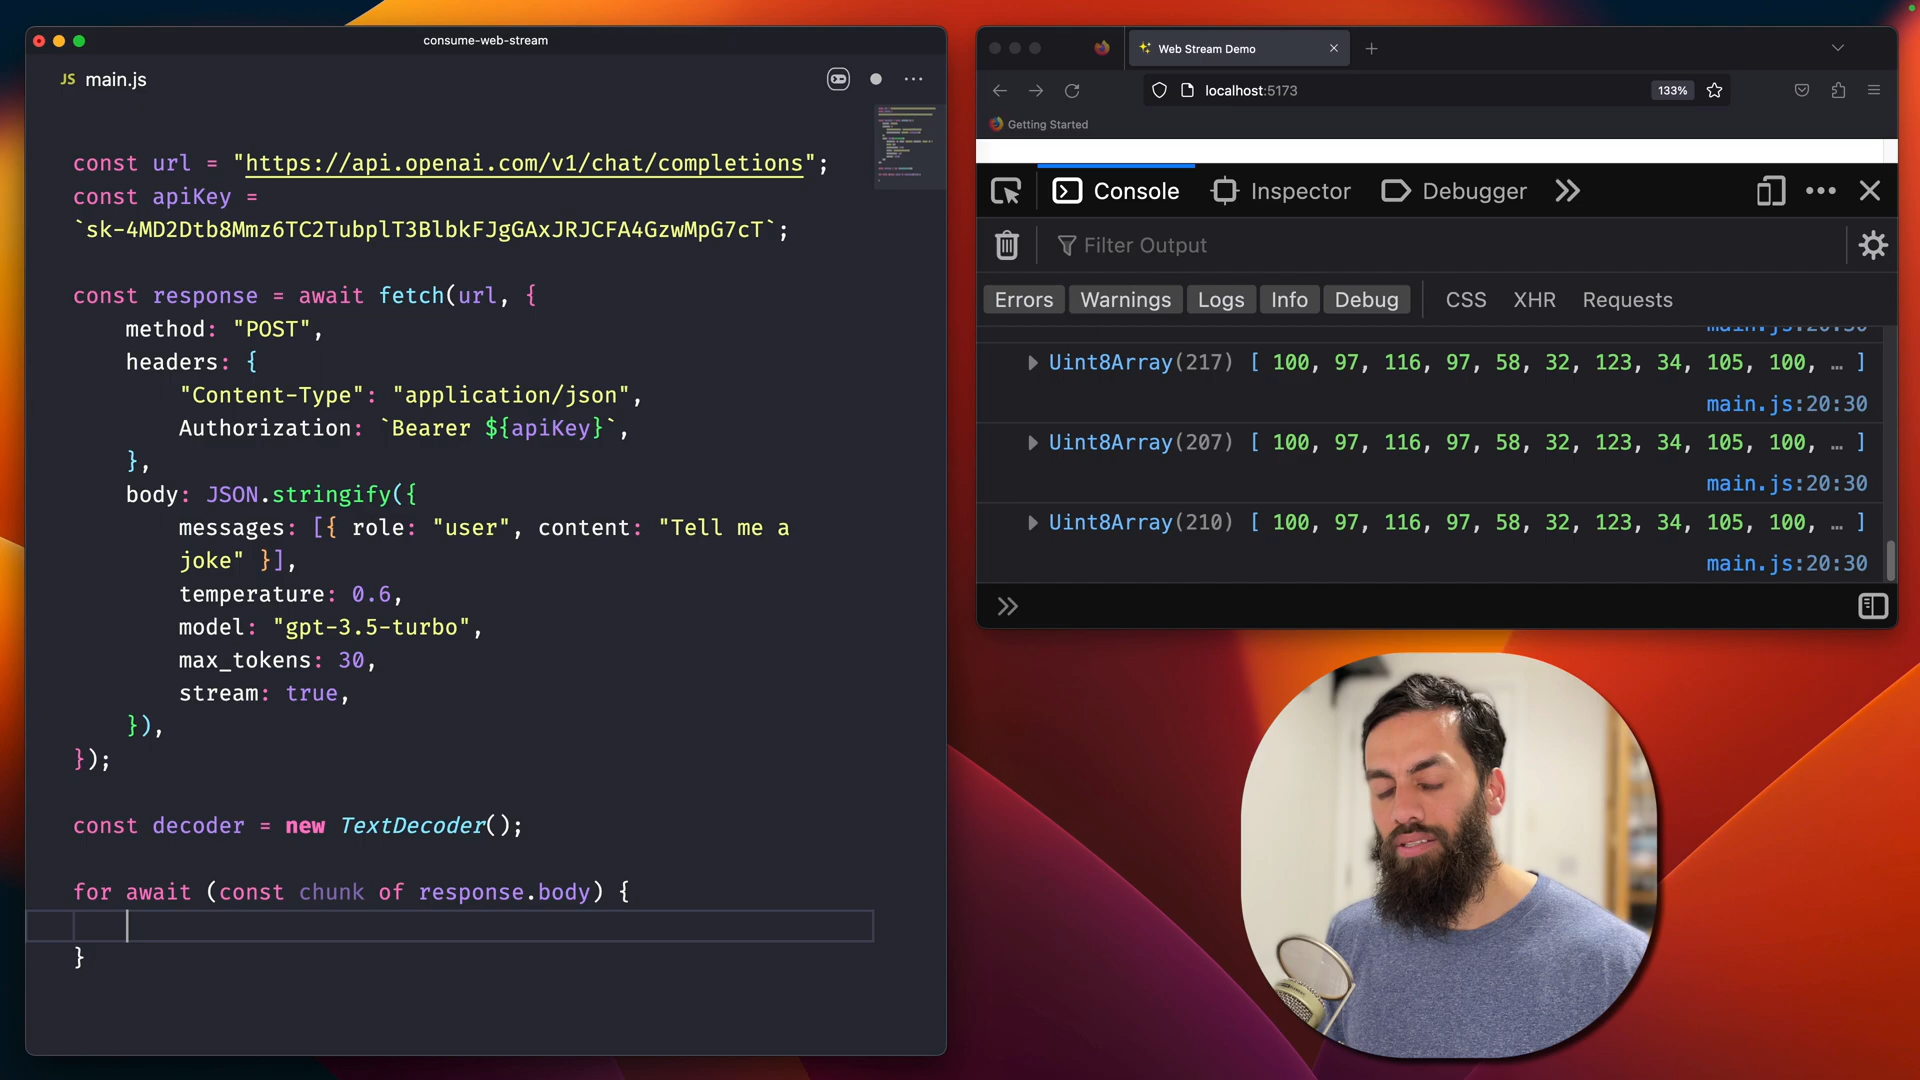 consume-web-stream
JS main.js
const url = "https://api.openai.com/v1/chat/completions";
const apiKey =
`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`;
const response = await fetch(url, {
method: "POST",
headers: {
"Content-Type": "application/json",
Authorization: `Bearer ${apiKey}`,
},
body: JSON.stringify({
messages: [{ role: "user", content: "Tell me a
joke" }],
temperature: 0.6,
model: "gpt-3.5-turbo",
max_tokens: 30,
stream: true,
}),
});
const decoder = new TextDecoder();
for await (const chunk of response.body) {
}
Web Stream Demo
localhost:5173
133%
Getting Started
Console Inspector Debugger
Filter Output
Errors Warnings Logs Info Debug CSS XHR Requests
main.js:20:30
Uint8Array(217) [ 100, 97, 116, 97, 58, 32, 123, 34, 105, 100, … ]
main.js:20:30
Uint8Array(207) [ 100, 97, 116, 97, 58, 32, 123, 34, 105, 100, … ]
main.js:20:30
Uint8Array(210) [ 100, 97, 116, 97, 58, 32, 123, 34, 105, 100, … ]
main.js:20:30